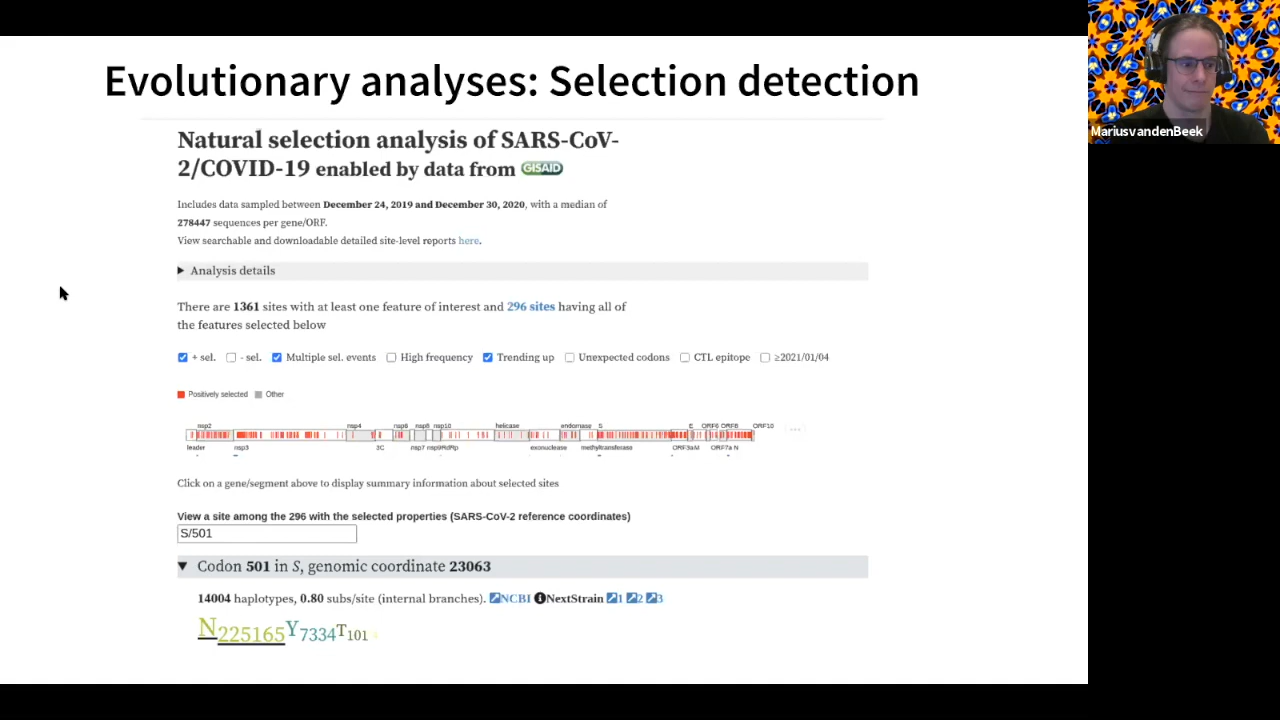 Evolutionary analyses: Selection detection
MariusvandenBeek
Natural selection analysis of SARS-CoV-
2/COVID-19 enabled by data from GISAID
Includes data sampled between December 24, 2019 and December 30, 2020, with a median of
278447 sequences per gene/ORF.
View searchable and downloadable detailed site-level reports here.
Analysis details
There are 1361 sites with at least one feature of interest and 296 sites having all of
the features selected below
+ sel. - sel. Multiple sel. events High frequency Trending up Unexpected codons CTL epitope ≥2021/01/04
Positively selected Other
nsp2 nsp4 nsp6 nsp8 nsp10 helicase endornase S E ORF6 ORF8 ORF10
leader nsp3 3C nsp7 nsp9RdRp exonuclease methyltransferase ORF3aM ORF7a N
Click on a gene/segment above to display summary information about selected sites
View a site among the 296 with the selected properties (SARS-CoV-2 reference coordinates)
S/501
Codon 501 in S, genomic coordinate 23063
14004 haplotypes, 0.80 subs/site (internal branches). NCBI NextStrain 1 2 3
N225165Y7334T101